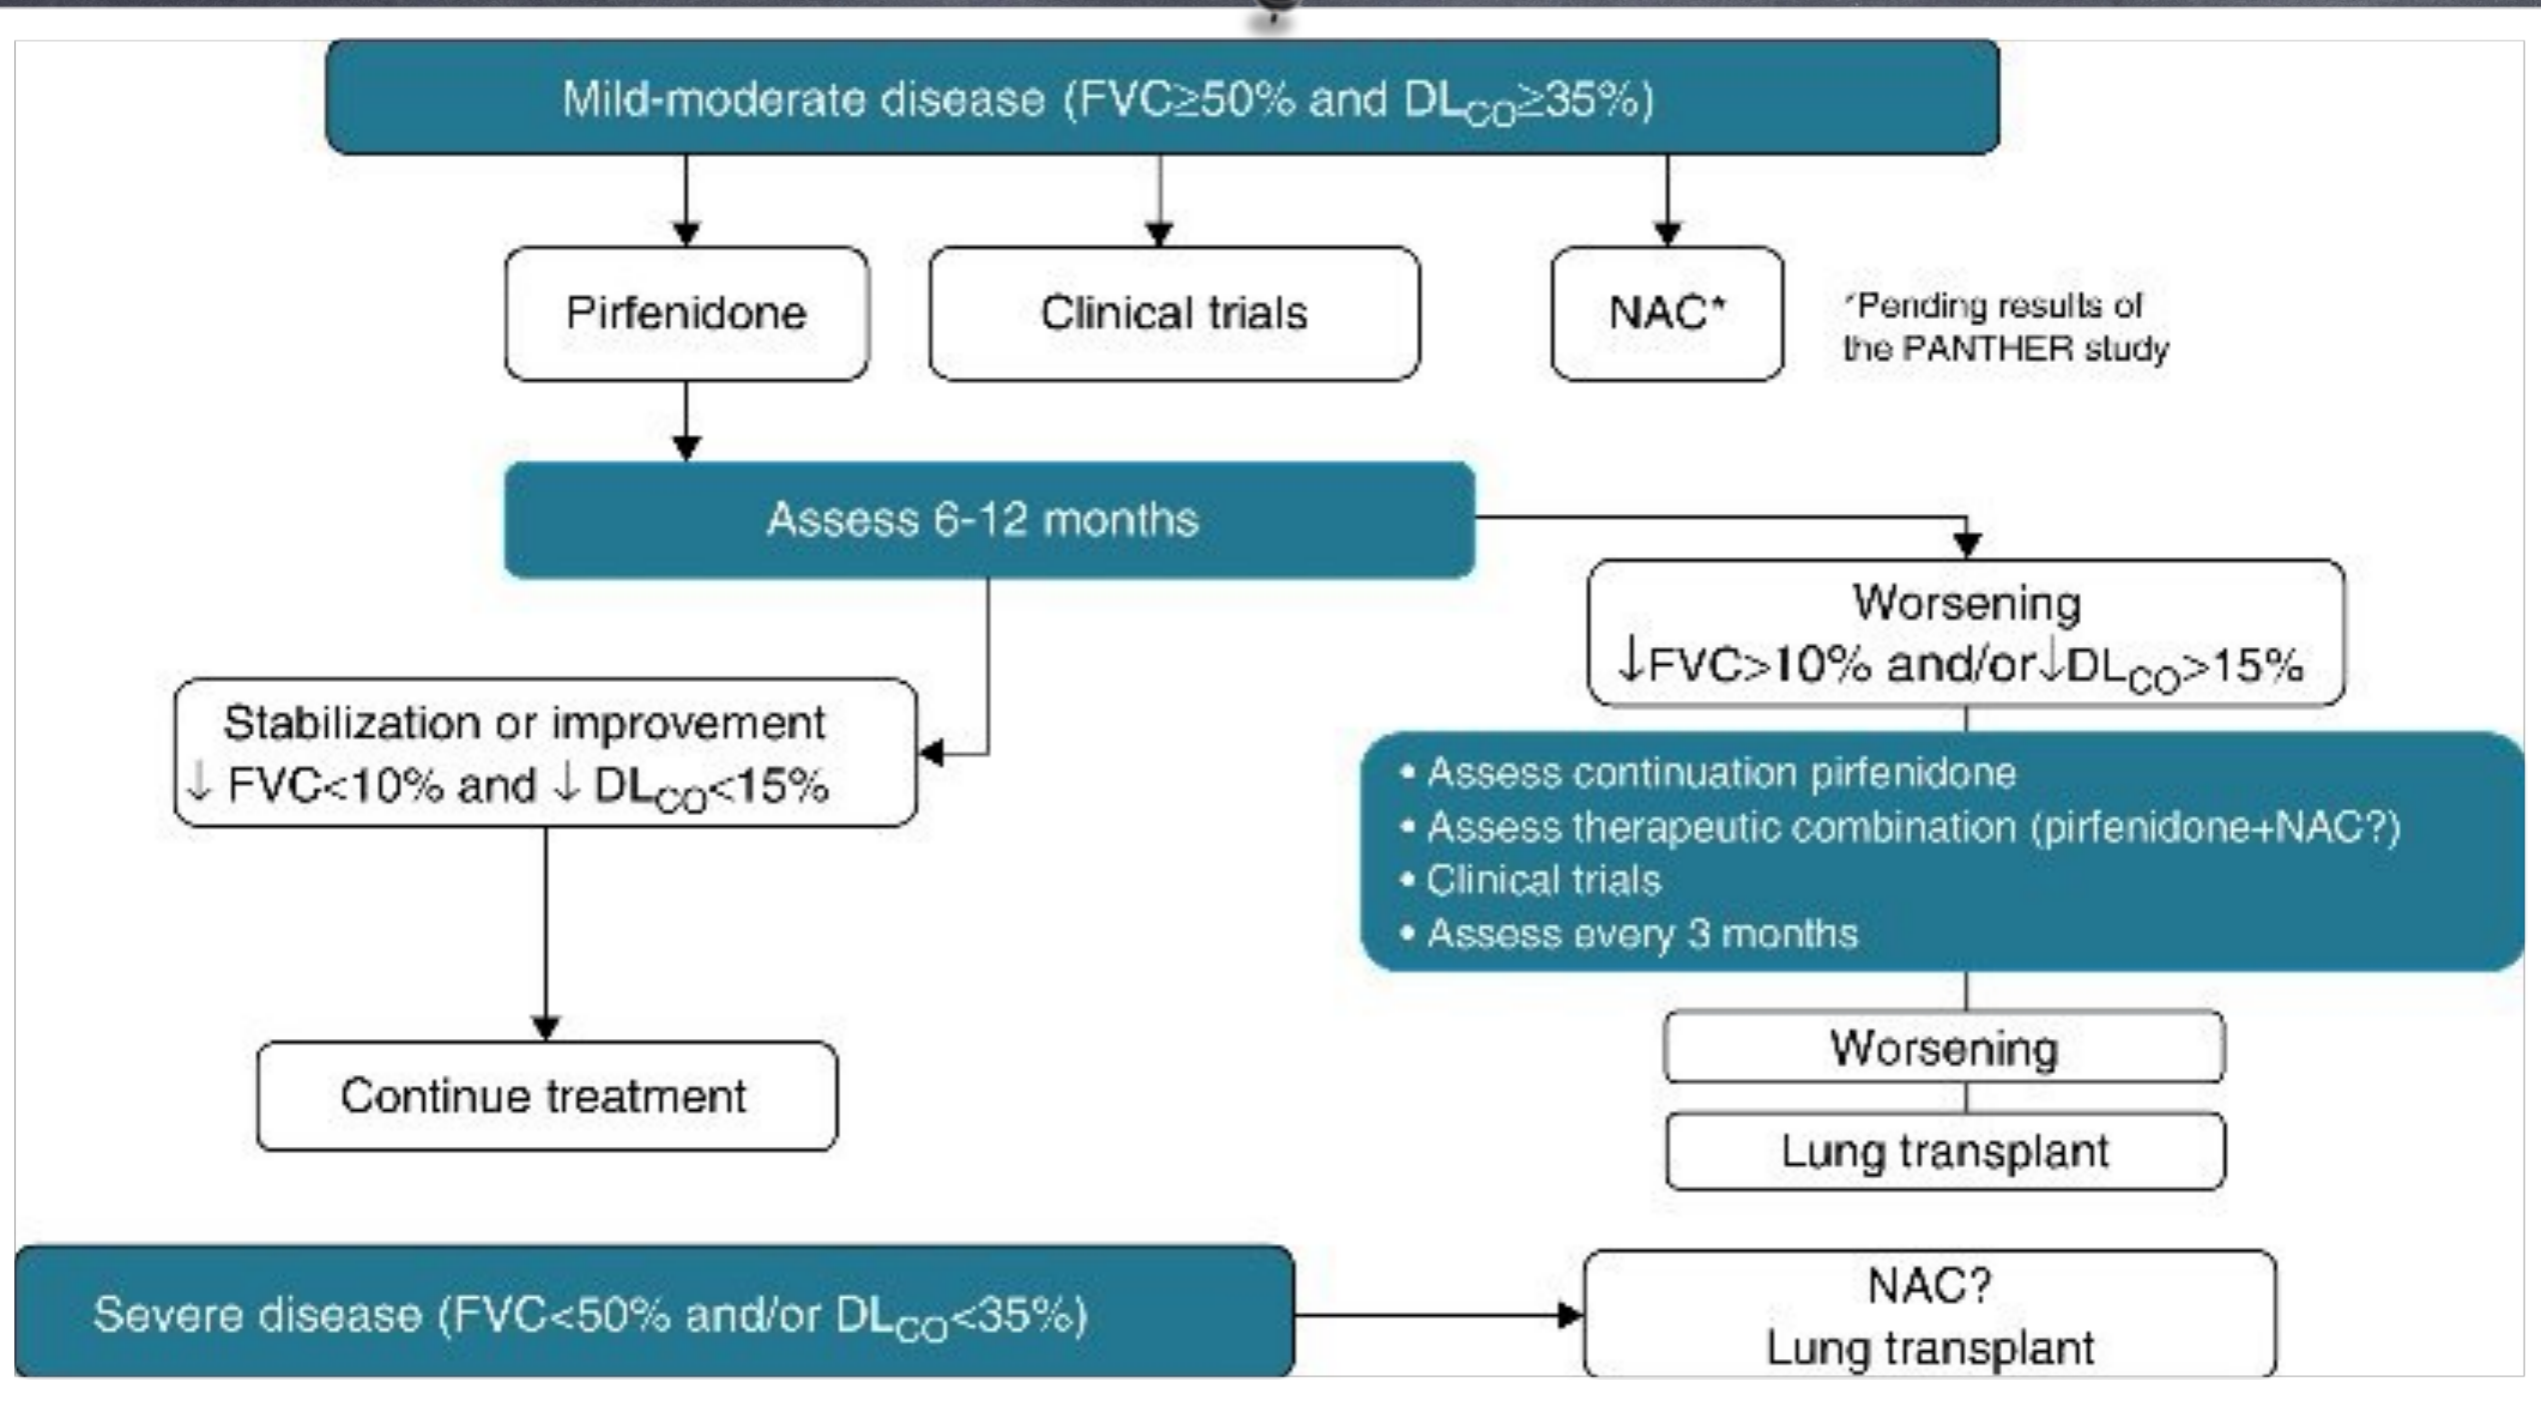 Mild-moderate disease (FVC≥50% and DLCO≥35%)
Pirfenidone
Clinical trials
NAC*
*Pending results of
the PANTHER study
Assess 6-12 months
Worsening
↓FVC>10% and/or↓DLCO>15%
Stabilization or improvement
↓ FVC<10% and ↓ DLCO<15%
• Assess continuation pirfenidone
• Assess therapeutic combination (pirfenidone+NAC?)
• Clinical trials
• Assess every 3 months
Continue treatment
Worsening
Lung transplant
Severe disease (FVC<50% and/or DLCO<35%)
NAC?
Lung transplant